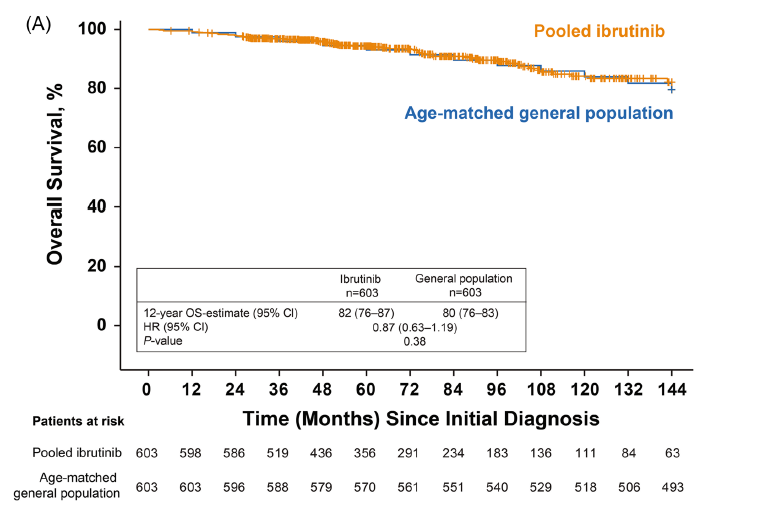 (A)
Pooled ibrutinib
Age-matched general population
Overall Survival, %
100
80
60
40
20
0
Ibrutinib General population
n=603 n=603
12-year OS-estimate (95% CI) 82 (76–87) 80 (76–83)
HR (95% CI) 0.87 (0.63–1.19)
P-value 0.38
0 12 24 36 48 60 72 84 96 108 120 132 144
Patients at risk
Time (Months) Since Initial Diagnosis
Pooled ibrutinib 603 598 586 519 436 356 291 234 183 136 111 84 63
Age-matched
general population 603 603 596 588 579 570 561 551 540 529 518 506 493